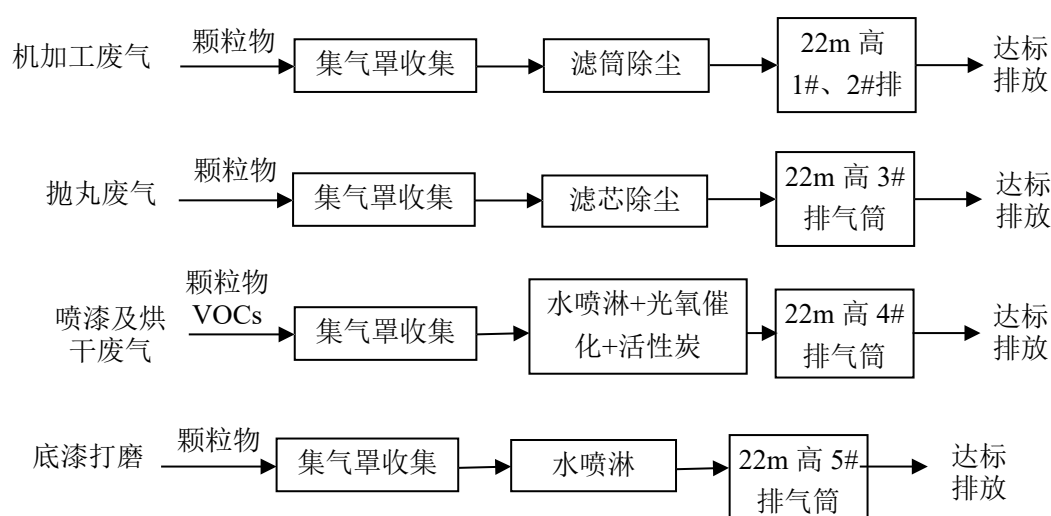 机加工废气
颗粒物
集气罩收集
滤筒除尘
22m 高
1#、2#排
达标
排放
抛丸废气
颗粒物
集气罩收集
滤芯除尘
22m 高 3#
排气筒
达标
排放
喷漆及烘
干废气
颗粒物
VOCs
集气罩收集
水喷淋+光氧催
化+活性炭
22m 高 4#
排气筒
达标
排放
底漆打磨
颗粒物
集气罩收集
水喷淋
22m 高 5#
排气筒
达标
排放